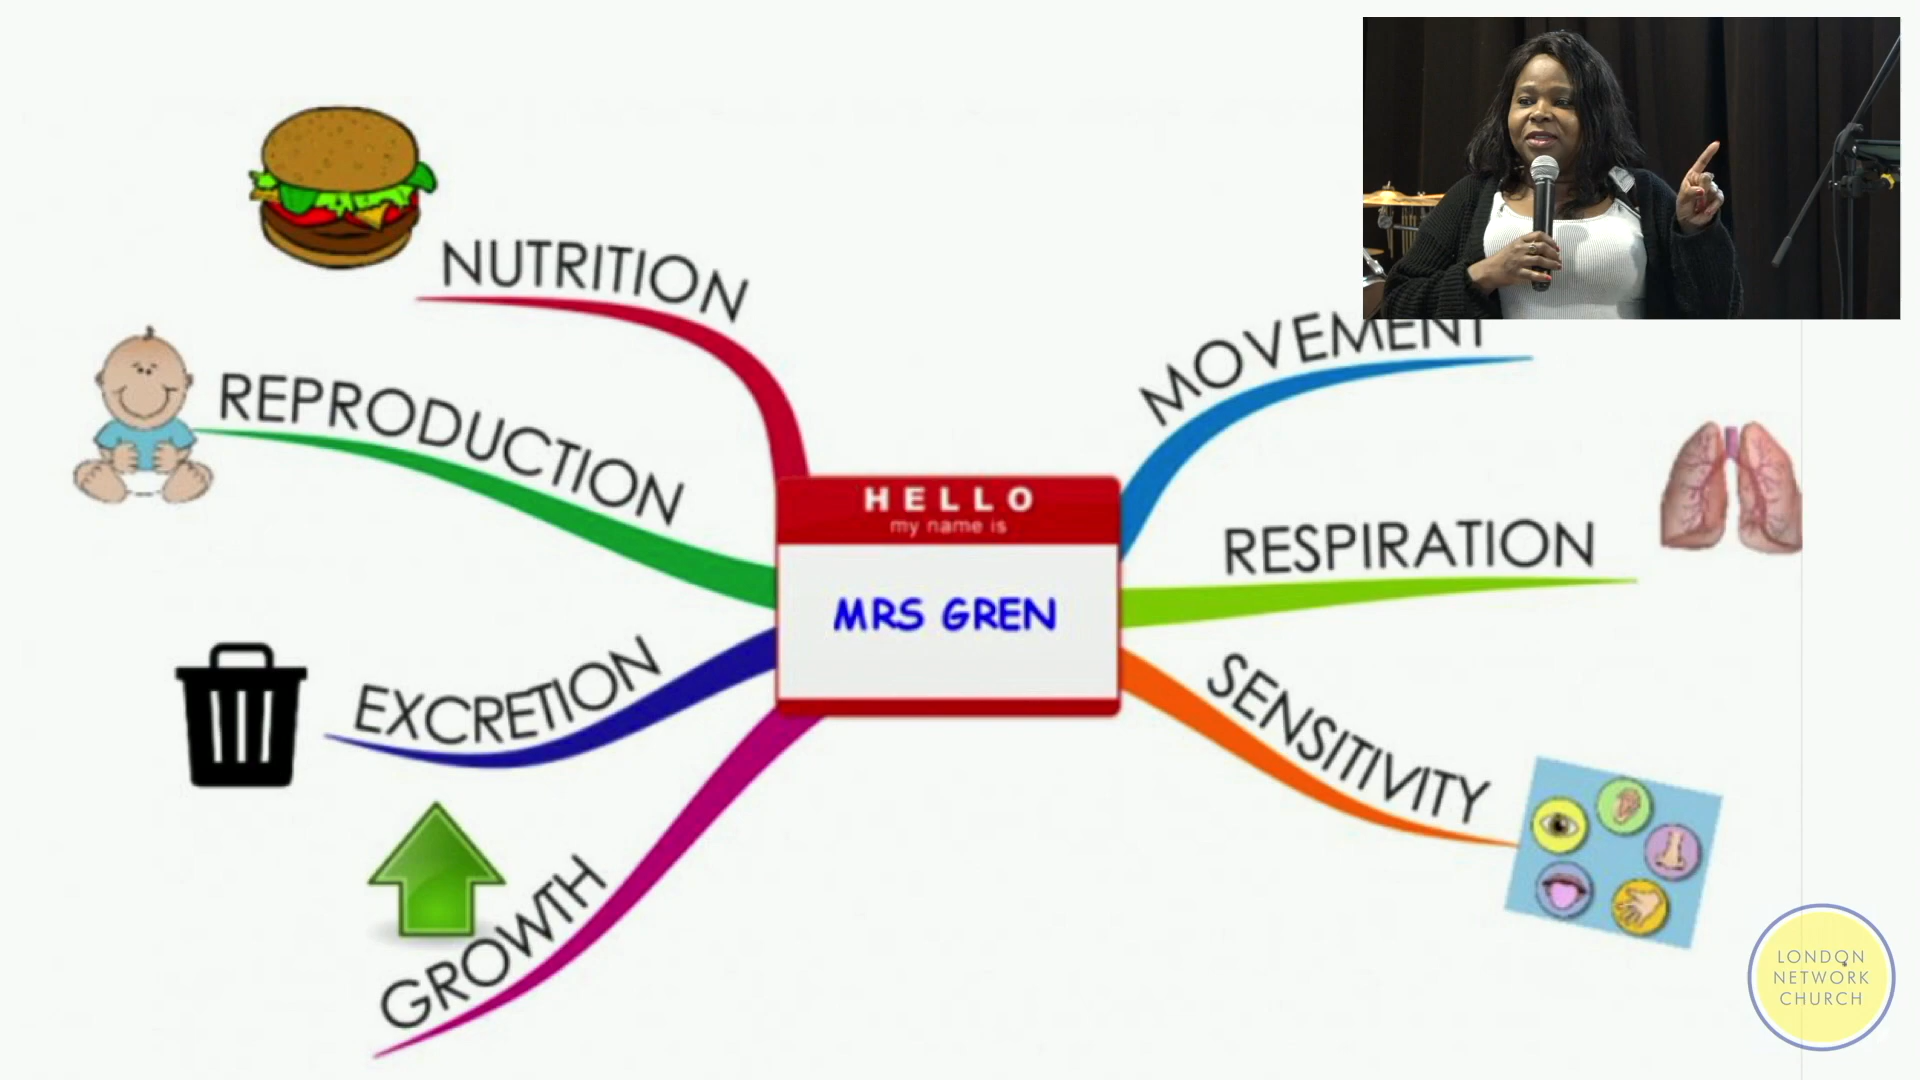 NUTRITION
REPRODUCTION
EXCRETION
GROWTH
HELLO
my name is
MRS GREN
MOVEMENT
RESPIRATION
SENSITIVITY
LONDON
NETWORK
CHURCH